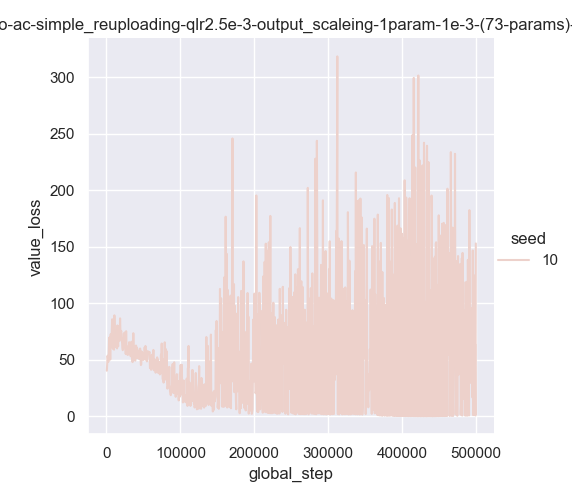 o-ac-simple_reuploading-qlr2.5e-3-output_scaleing-1param-1e-3-(73-params)-
300
250
200
150
100
50
0
value_loss
0 100000 200000 300000 400000 500000
global_step
seed
10